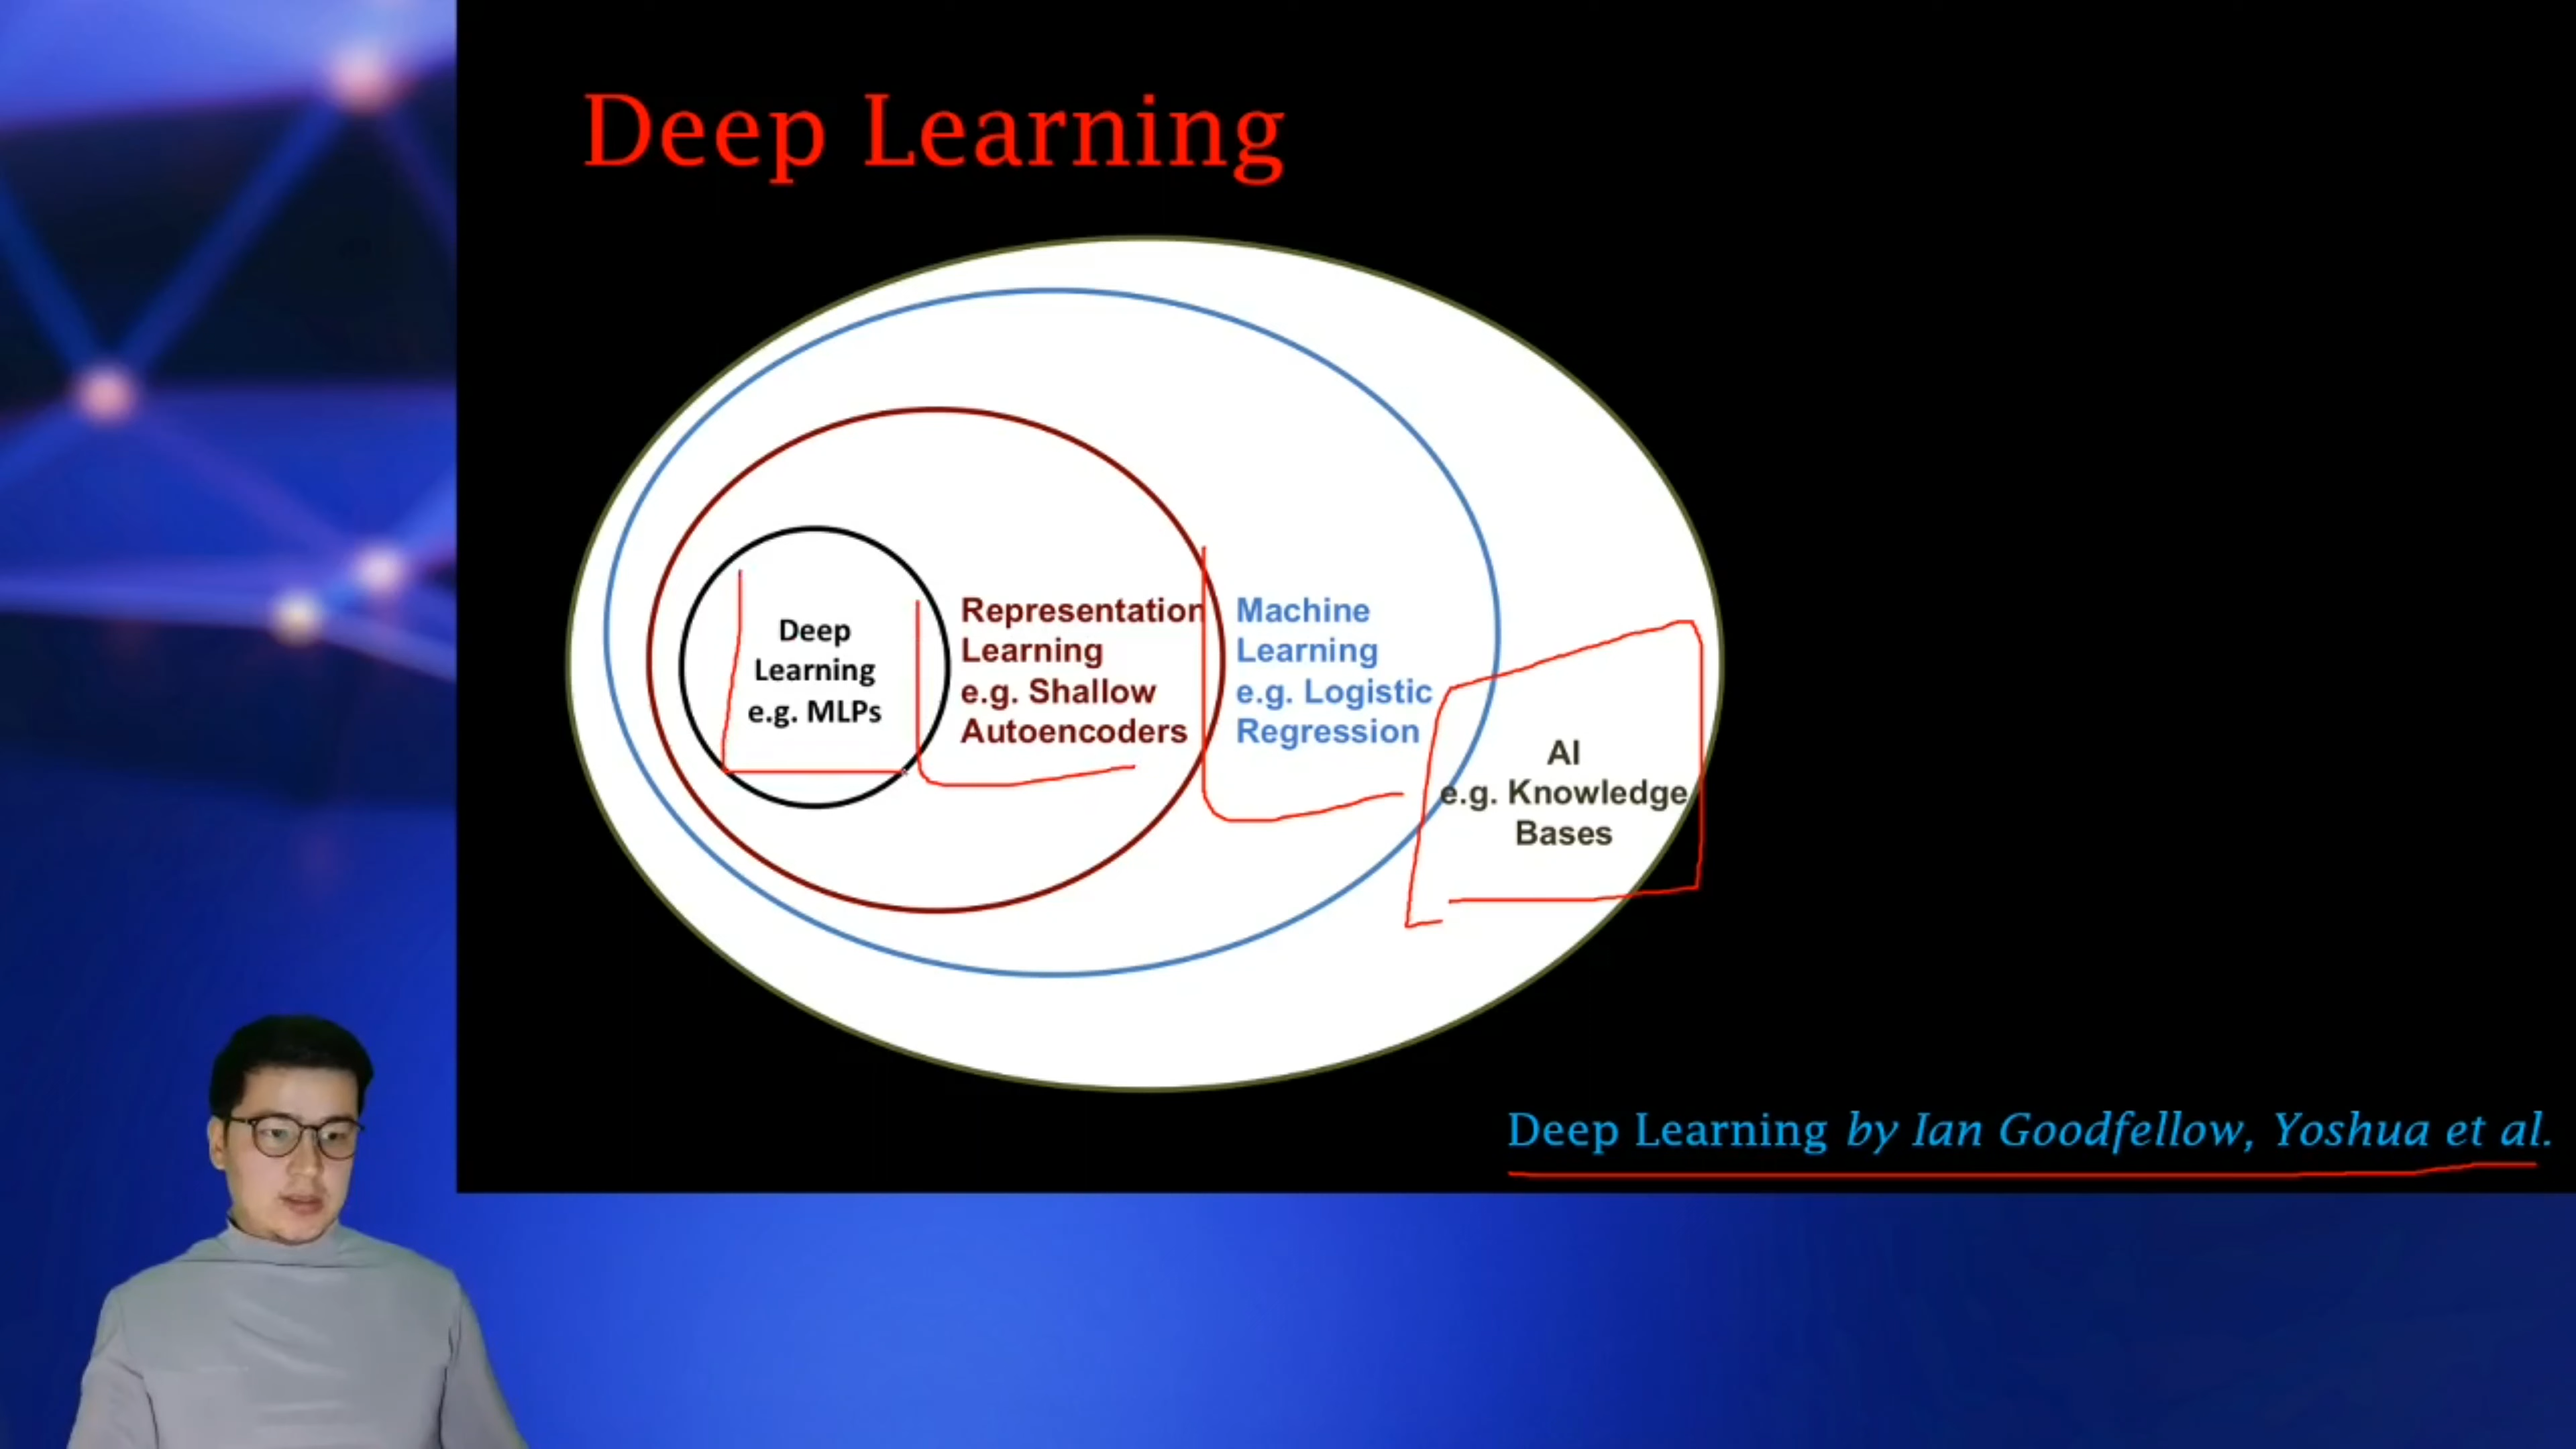 Deep Learning
Deep
Learning
e.g. MLPs
Representation
Learning
e.g. Shallow
Autoencoders
Machine
Learning
e.g. Logistic
Regression
AI
e.g. Knowledge
Bases
Deep Learning by Ian Goodfellow, Yoshua et al.